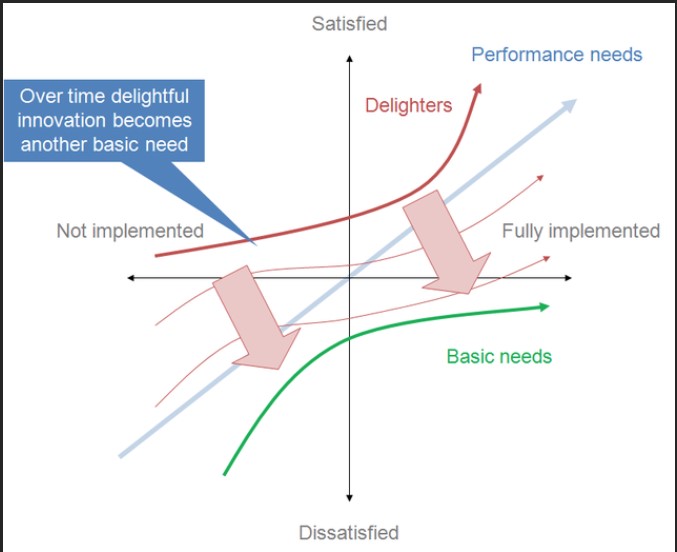 Satisfied
Performance needs
Over time delightful
innovation becomes
another basic need
Delighters
Not implemented
Fully implemented
Basic needs
Dissatisfied